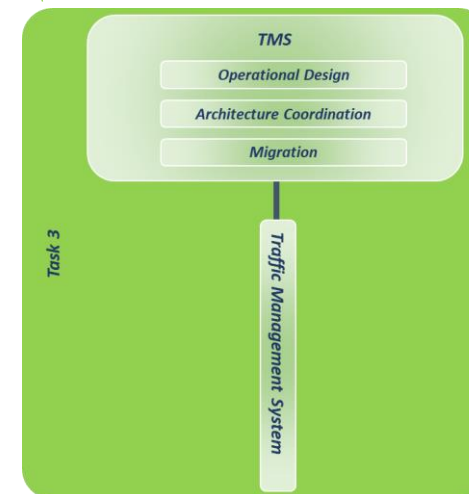 TMS
Operational Design
Architecture Coordination
Migration
Task 3
Traffic Management System